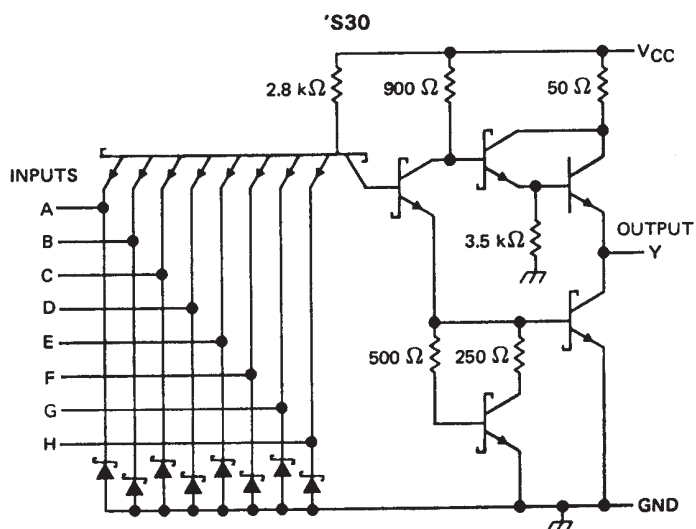 'S30
VCC
2.8 kΩ
900 Ω
50 Ω
INPUTS
A
B
C
D
E
F
G
H
3.5 kΩ
OUTPUT
Y
500 Ω
250 Ω
GND